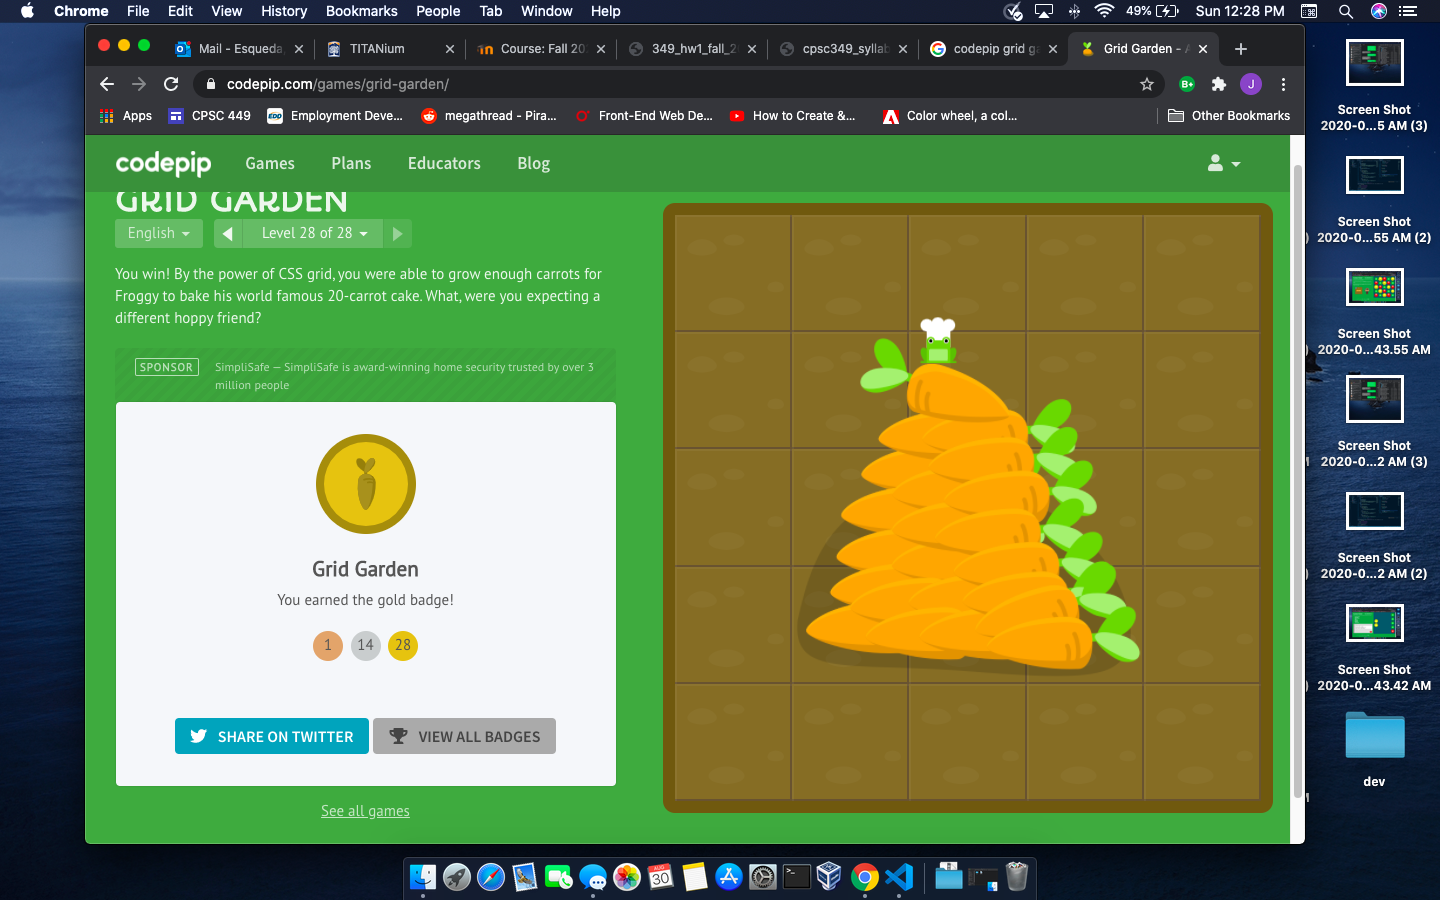 Chrome File Edit View History Bookmarks People Tab Window Help 49% Sun 12:28 PM
Mail - Esqueda, TITANium Course: Fall 20 349_hw1_fall_2 cpsc349_syllab codepip grid ga Grid Garden - A
codepip.com/games/grid-garden/ B+ J
Apps CPSC 449 EDD Employment Deve... megathread - Pira... Front-End Web De... How to Create &... Color wheel, a col... Other Bookmarks
codepip Games Plans Educators Blog
GRID GARDEN
English Level 28 of 28
You win! By the power of CSS grid, you were able to grow enough carrots for
Froggy to bake his world famous 20-carrot cake. What, were you expecting a
different hoppy friend?
SPONSOR SimpliSafe — SimpliSafe is award-winning home security trusted by over 3
million people
Grid Garden
You earned the gold badge!
1 14 28
SHARE ON TWITTER VIEW ALL BADGES
See all games
Screen Shot
2020-0...5 AM (3)
Screen Shot
2020-0...55 AM (2)
Screen Shot
2020-0...43.55 AM
Screen Shot
2020-0...2 AM (3)
Screen Shot
2020-0...2 AM (2)
Screen Shot
2020-0...43.42 AM
dev
AUG
30